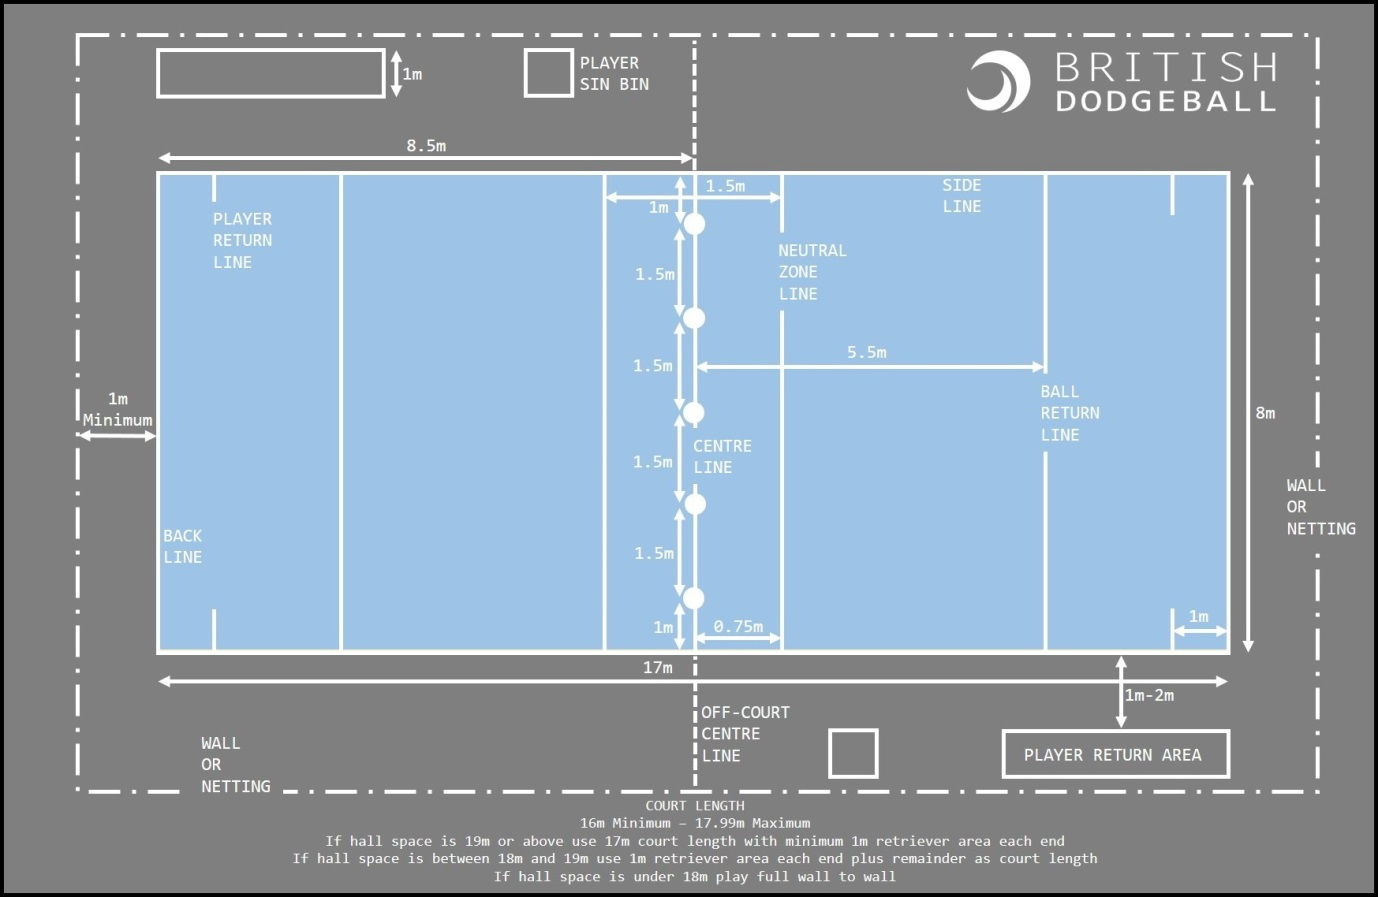 BRITISH
DODGEBALL
1m
PLAYER
SIN BIN
8.5m
PLAYER
RETURN
LINE
1m
1.5m
SIDE
LINE
NEUTRAL
ZONE
LINE
1.5m
5.5m
1.5m
1m
Minimum
BALL
RETURN
LINE
8m
CENTRE
LINE
1.5m
WALL
OR
NETTING
BACK
LINE
1.5m
1m
0.75m
1m
17m
1m-2m
OFF-COURT
CENTRE
LINE
WALL
OR
NETTING
PLAYER RETURN AREA
COURT LENGTH
16m Minimum – 17.99m Maximum
If hall space is 19m or above use 17m court length with minimum 1m retriever area each end
If hall space is between 18m and 19m use 1m retriever area each end plus remainder as court length
If hall space is under 18m play full wall to wall